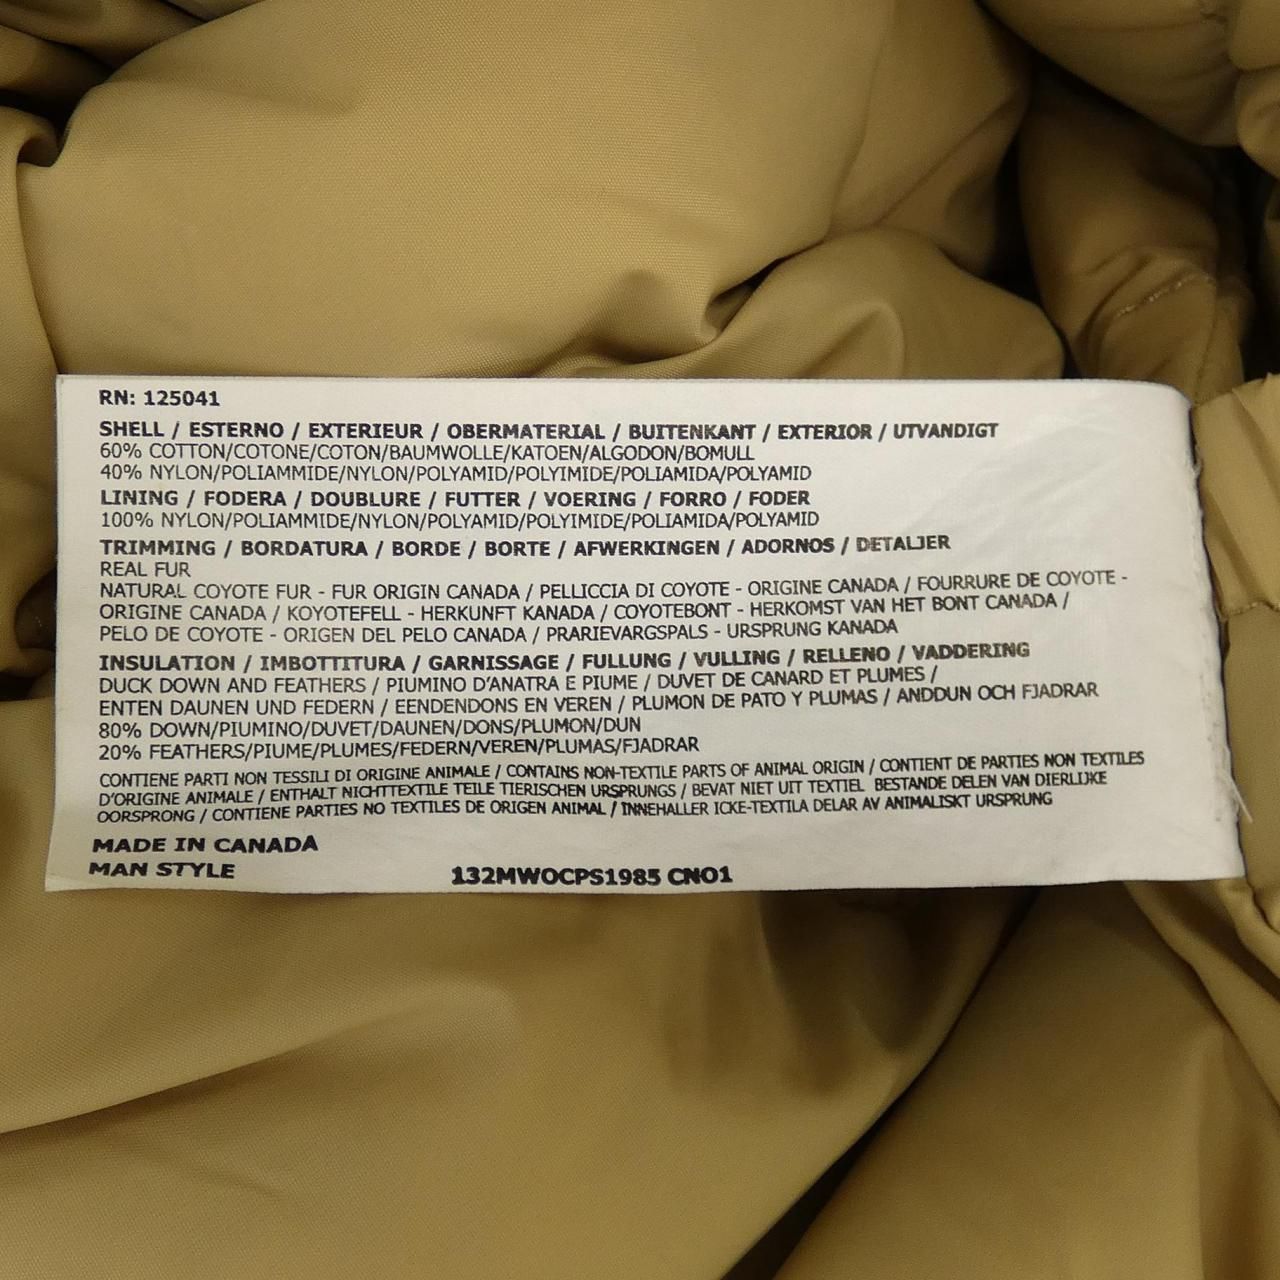 RN: 125041
SHELL / ESTERNO / EXTERIEUR / OBERMATERIAL / BUITENKANT / EXTERIOR / UTVANDIGT
60% COTTON/COTONE/COTON/BAUMWOLLE/KATOEN/ALGODON/BOMULL
40% NYLON/POLIAMMIDE/NYLON/POLYAMID/POLYIMIDE/POLIAMIDA/POLYAMID
LINING / FODERA / DOUBLURE / FUTTER / VOERING / FORRO / FODER
100% NYLON/POLIAMMIDE/NYLON/POLYAMID/POLYIMIDE/POLIAMIDA/POLYAMID
TRIMMING / BORDATURA / BORDE / BORTE / AFWERKINGEN / ADORNOS / DETALJER
REAL FUR
NATURAL COYOTE FUR - FUR ORIGIN CANADA / PELLICCIA DI COYOTE - ORIGINE CANADA / FOURRURE DE COYOTE -
ORIGINE CANADA / KOYOTEFELL - HERKUNFT KANADA / COYOTEBONT - HERKOMST VAN HET BONT CANADA /
PELO DE COYOTE - ORIGEN DEL PELO CANADA / PRARIEVARGSPALS - URSPRUNG KANADA
INSULATION / IMBOTTITURA / GARNISSAGE / FULLUNG / VULLING / RELLENO / VADDERING
DUCK DOWN AND FEATHERS / PIUMINO D'ANATRA E PIUME / DUVET DE CANARD ET PLUMES /
ENTEN DAUNEN UND FEDERN / EENDENDONS EN VEREN / PLUMON DE PATO Y PLUMAS / ANDDUN OCH FJADRAR
80% DOWN/PIUMINO/DUVET/DAUNEN/DONS/PLUMON/DUN
20% FEATHERS/PIUME/PLUMES/FEDERN/VEREN/PLUMAS/FJADRAR
CONTIENE PARTI NON TESSILI DI ORIGINE ANIMALE / CONTAINS NON-TEXTILE PARTS OF ANIMAL ORIGIN / CONTIENT DE PARTIES NON TEXTILES
D'ORIGINE ANIMALE / ENTHALT NICHTTEXTILE TEILE TIERISCHEN URSPRUNGS / BEVAT NIET UIT TEXTIEL BESTANDE DELEN VAN DIERLIJKE
OORSPRONG / CONTIENE PARTIES NO TEXTILES DE ORIGEN ANIMAL / INNEHALLER ICKE-TEXTILA DELAR AV ANIMALISKT URSPRUNG
MADE IN CANADA
MAN STYLE 132MWOCPS1985 CNO1